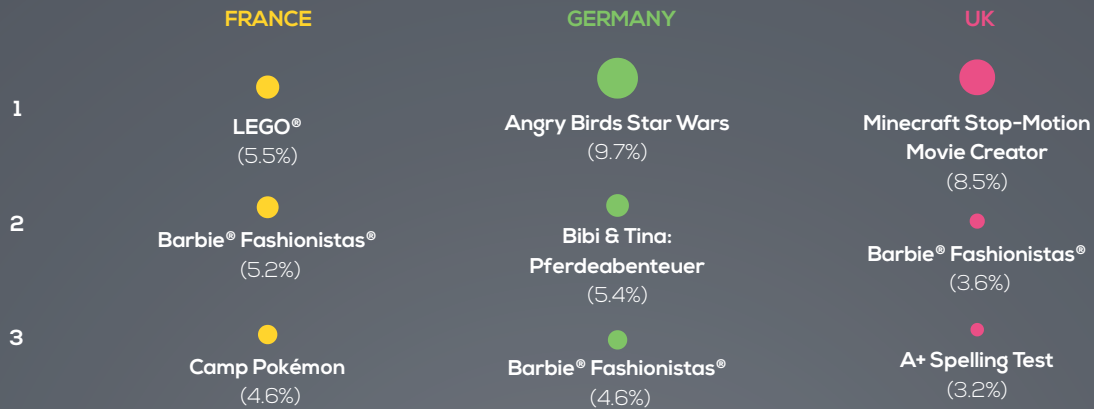 FRANCE
GERMANY
UK
1
LEGO®
(5.5%)
Angry Birds Star Wars
(9.7%)
Minecraft Stop-Motion
Movie Creator
(8.5%)
2
Barbie® Fashionistas®
(5.2%)
Bibi & Tina:
Pferdeabenteuer
(5.4%)
Barbie® Fashionistas®
(3.6%)
3
Camp Pokémon
(4.6%)
Barbie® Fashionistas®
(4.6%)
A+ Spelling Test
(3.2%)